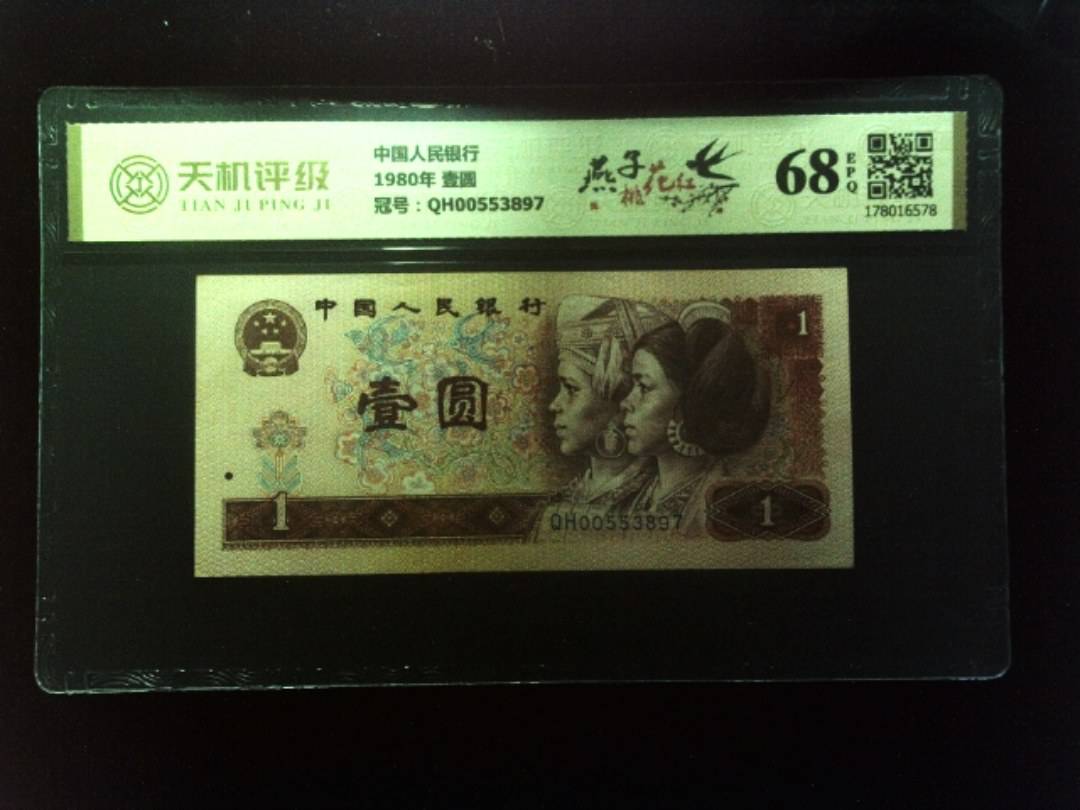 天机评级
TIAN JI PING JI
中国人民银行
1980年 壹圆
冠号：QH00553897
燕子
桃花红
68
EPQ
178016578
中国人民银行
壹圆
1
1
1
QH00553897